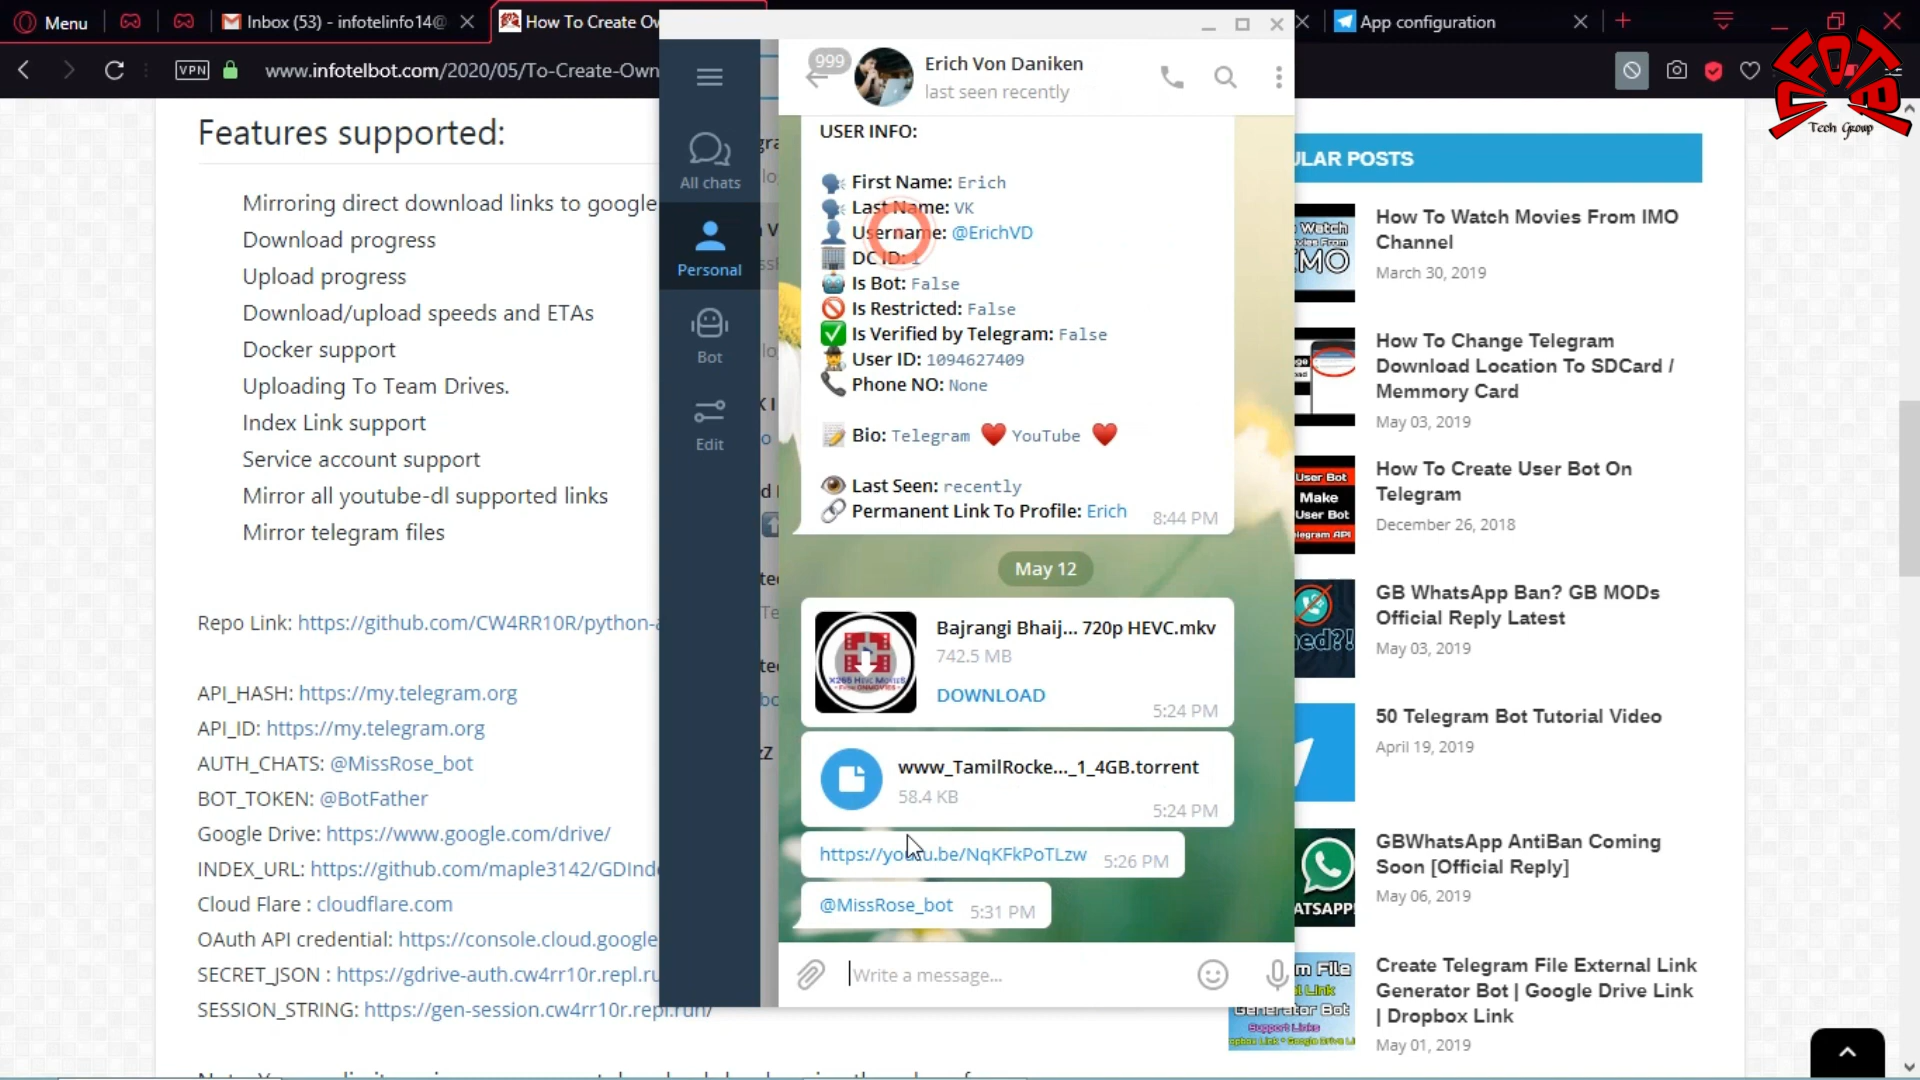 Menu
Inbox (53) - infotelinfo14@
How To Create Ow
App configuration
VPN
www.infotelbot.com/2020/05/To-Create-Own
Tech Group
Features supported:
Mirroring direct download links to google
Download progress
Upload progress
Download/upload speeds and ETAs
Docker support
Uploading To Team Drives.
Index Link support
Service account support
Mirror all youtube-dl supported links
Mirror telegram files
Repo Link: https://github.com/CW4RR10R/python-a
API_HASH: https://my.telegram.org
API_ID: https://my.telegram.org
AUTH_CHATS: @MissRose_bot
BOT_TOKEN: @BotFather
Google Drive: https://www.google.com/drive/
INDEX_URL: https://github.com/maple3142/GDInde
Cloud Flare : cloudflare.com
OAuth API credential: https://console.cloud.google
SECRET_JSON : https://gdrive-auth.cw4rr10r.repl.ru
SESSION_STRING: https://gen-session.cw4rr10r.repl.run/
All chats
Personal
Bot
Edit
999
Erich Von Daniken
last seen recently
USER INFO:
First Name: Erich
Last Name: VK
Username: @ErichVD
DC ID: 1
Is Bot: False
Is Restricted: False
Is Verified by Telegram: False
User ID: 1094627409
Phone NO: None
Bio: Telegram ❤️ YouTube ❤️
Last Seen: recently
Permanent Link To Profile: Erich
8:44 PM
May 12
Bajrangi Bhaij... 720p HEVC.mkv
742.5 MB
DOWNLOAD
5:24 PM
www_TamilRocke..._1_4GB.torrent
58.4 KB
5:24 PM
https://youtu.be/NqKFkPoTLzw 5:26 PM
@MissRose_bot 5:31 PM
Write a message...
ULAR POSTS
How To Watch Movies From IMO
Channel
March 30, 2019
How To Change Telegram
Download Location To SDCard /
Memmory Card
May 03, 2019
How To Create User Bot On
Telegram
December 26, 2018
GB WhatsApp Ban? GB MODs
Official Reply Latest
May 03, 2019
50 Telegram Bot Tutorial Video
April 19, 2019
GBWhatsApp AntiBan Coming
Soon [Official Reply]
May 06, 2019
Create Telegram File External Link
Generator Bot | Google Drive Link
| Dropbox Link
May 01, 2019